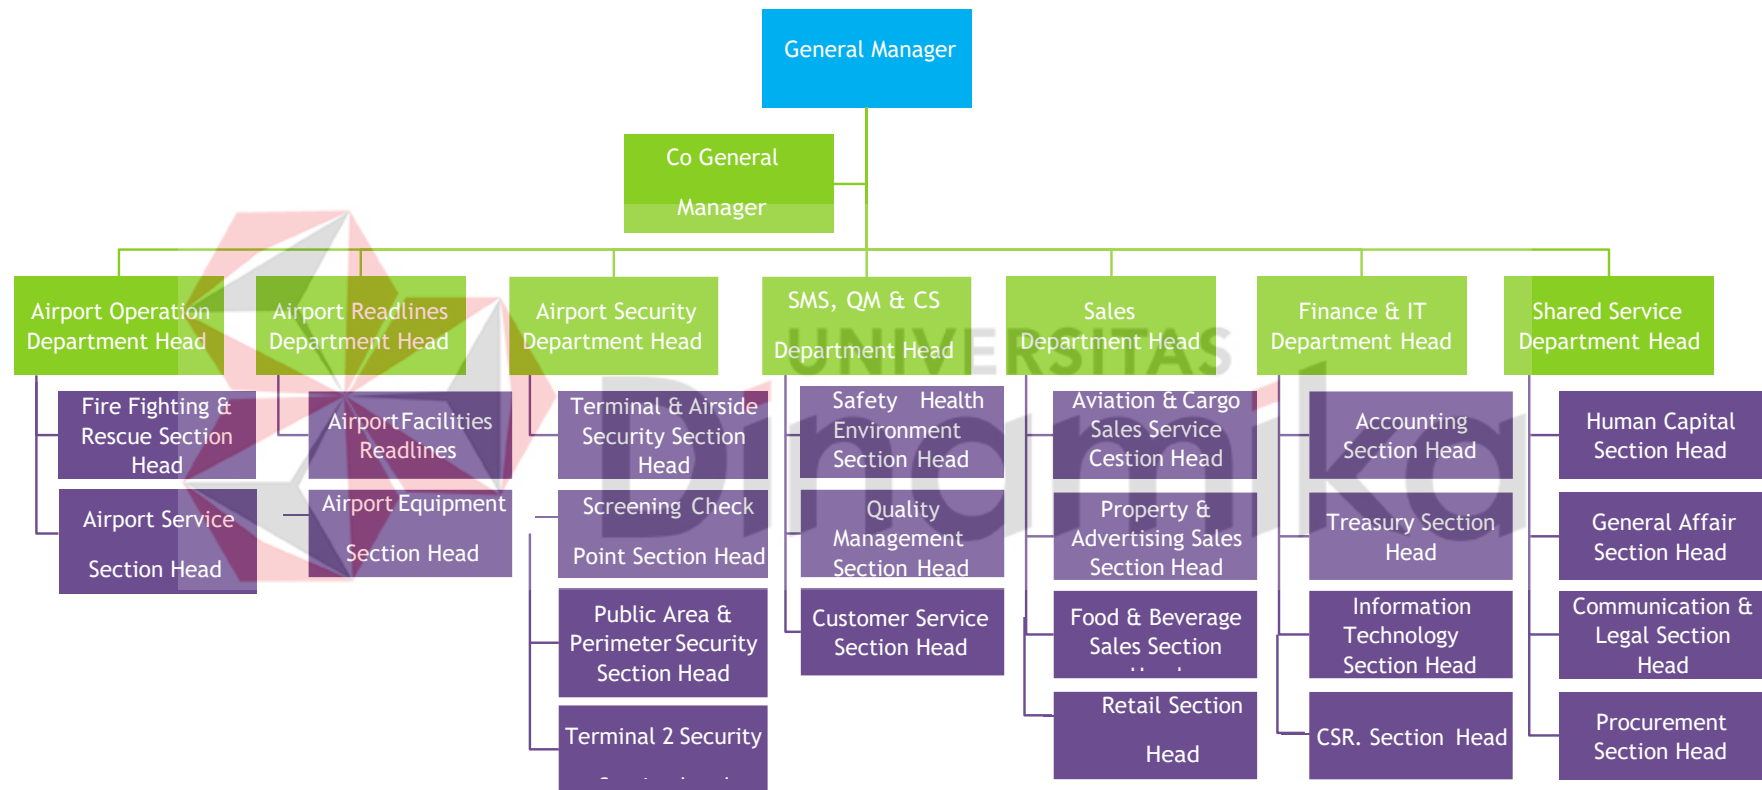 General Manager
Co General
Manager
Airport Operation
Department Head
Airport Readlines
Department Head
Airport Security
Department Head
SMS, QM & CS
Department Head
Sales
Department Head
Finance & IT
Department Head
Shared Service
Department Head
UNIVERSITAS
Dinamika
Fire Fighting &
Rescue Section
Head
Airport Service
Section Head
Airport Facilities
Readlines
Airport Equipment
Section Head
Terminal & Airside
Security Section
Head
Screening Check
Point Section Head
Public Area &
Perimeter Security
Section Head
Terminal 2 Security
Safety Health
Environment
Section Head
Quality
Management
Section Head
Customer Service
Section Head
Aviation & Cargo
Sales Service
Cestion Head
Property &
Advertising Sales
Section Head
Food & Beverage
Sales Section
Retail Section
Head
Accounting
Section Head
Treasury Section
Head
Information
Technology
Section Head
CSR. Section Head
Human Capital
Section Head
General Affair
Section Head
Communication &
Legal Section
Head
Procurement
Section Head